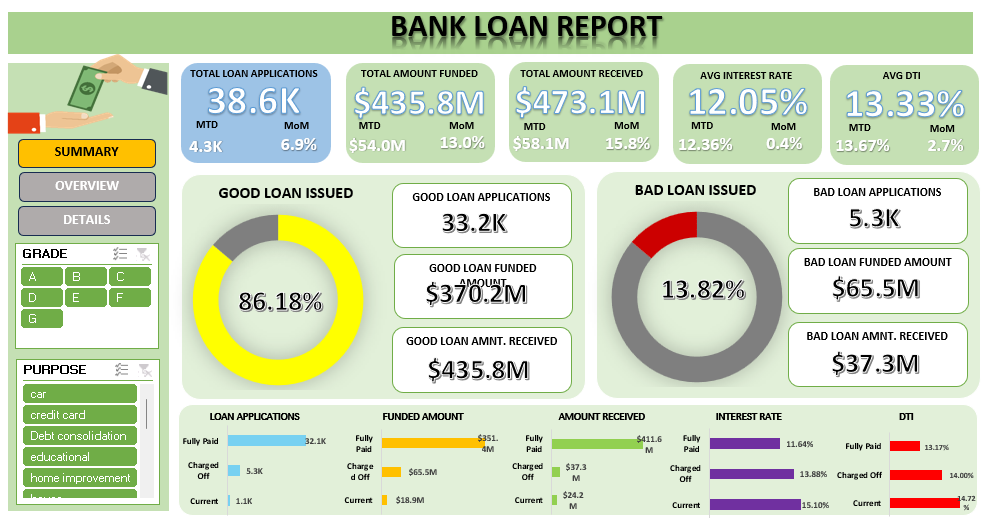 BANK LOAN REPORT
TOTAL LOAN APPLICATIONS
38.6K
MTD MoM
4.3K 6.9%
TOTAL AMOUNT FUNDED
$435.8M
MTD MoM
$54.0M 13.0%
TOTAL AMOUNT RECEIVED
$473.1M
MTD MoM
$58.1M 15.8%
AVG INTEREST RATE
12.05%
MTD MoM
12.36% 0.4%
AVG DTI
13.33%
MTD MoM
13.67% 2.7%
SUMMARY
OVERVIEW
DETAILS
GRADE
A B C
D E F
G
PURPOSE
car
credit card
Debt consolidation
educational
home improvement
GOOD LOAN ISSUED
86.18%
GOOD LOAN APPLICATIONS
33.2K
GOOD LOAN FUNDED
AMOUNT
$370.2M
GOOD LOAN AMNT. RECEIVED
$435.8M
BAD LOAN ISSUED
13.82%
BAD LOAN APPLICATIONS
5.3K
BAD LOAN FUNDED AMOUNT
$65.5M
BAD LOAN AMNT. RECEIVED
$37.3M
LOAN APPLICATIONS
Fully Paid 32.1K
Charged
Off
5.3K
Current 1.1K
FUNDED AMOUNT
Fully
Paid
$351.
4M
Charge
d Off
$65.5M
Current $18.9M
AMOUNT RECEIVED
Fully
Paid
$411.6
M
Charged
Off
$37.3
M
Current
$24.2
M
INTEREST RATE
Fully
Paid
11.64%
Charged
Off
13.88%
Current 15.10%
DTI
Fully Paid 13.17%
Charged Off 14.00%
Current
14.72
%